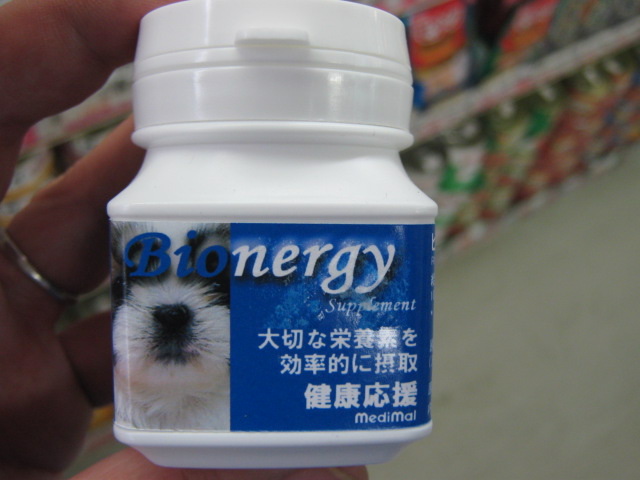 Bionergy
Supplement
大切な栄養素を
効率的に摂取
健康応援
MediMal